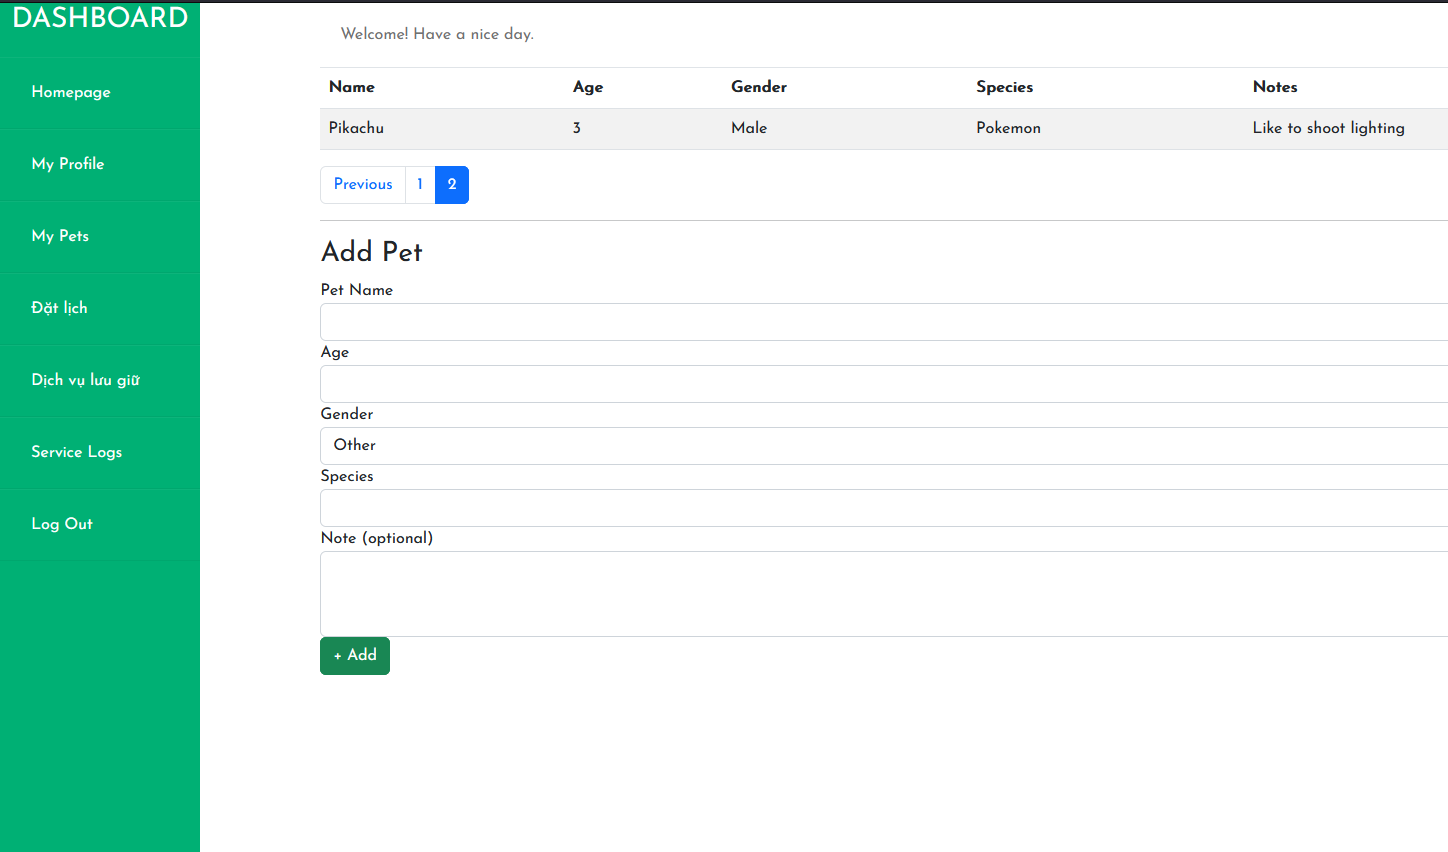 DASHBOARD
Homepage
My Profile
My Pets
Đặt lịch
Dịch vụ lưu giữ
Service Logs
Log Out
Welcome! Have a nice day.
Name Age Gender Species Notes
Pikachu 3 Male Pokemon Like to shoot lighting
Previous 1 2
Add Pet
Pet Name
Age
Gender
Other
Species
Note (optional)
+ Add